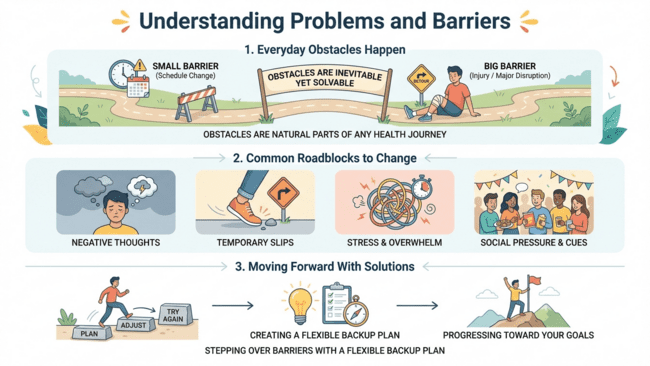 Understanding Problems and Barriers
1. Everyday Obstacles Happen
SMALL BARRIER
(Schedule Change)
OBSTACLES ARE INEVITABLE
YET SOLVABLE
DETOUR
BIG BARRIER
(Injury / Major Disruption)
OBSTACLES ARE NATURAL PARTS OF ANY HEALTH JOURNEY
2. Common Roadblocks to Change
NEGATIVE THOUGHTS
TEMPORARY SLIPS
STRESS & OVERWHELM
SOCIAL PRESSURE & CUES
3. Moving Forward With Solutions
PLAN
ADJUST
TRY
AGAIN
CREATING A FLEXIBLE BACKUP PLAN
PROGRESSING TOWARD YOUR GOALS
STEPPING OVER BARRIERS WITH A FLEXIBLE BACKUP PLAN